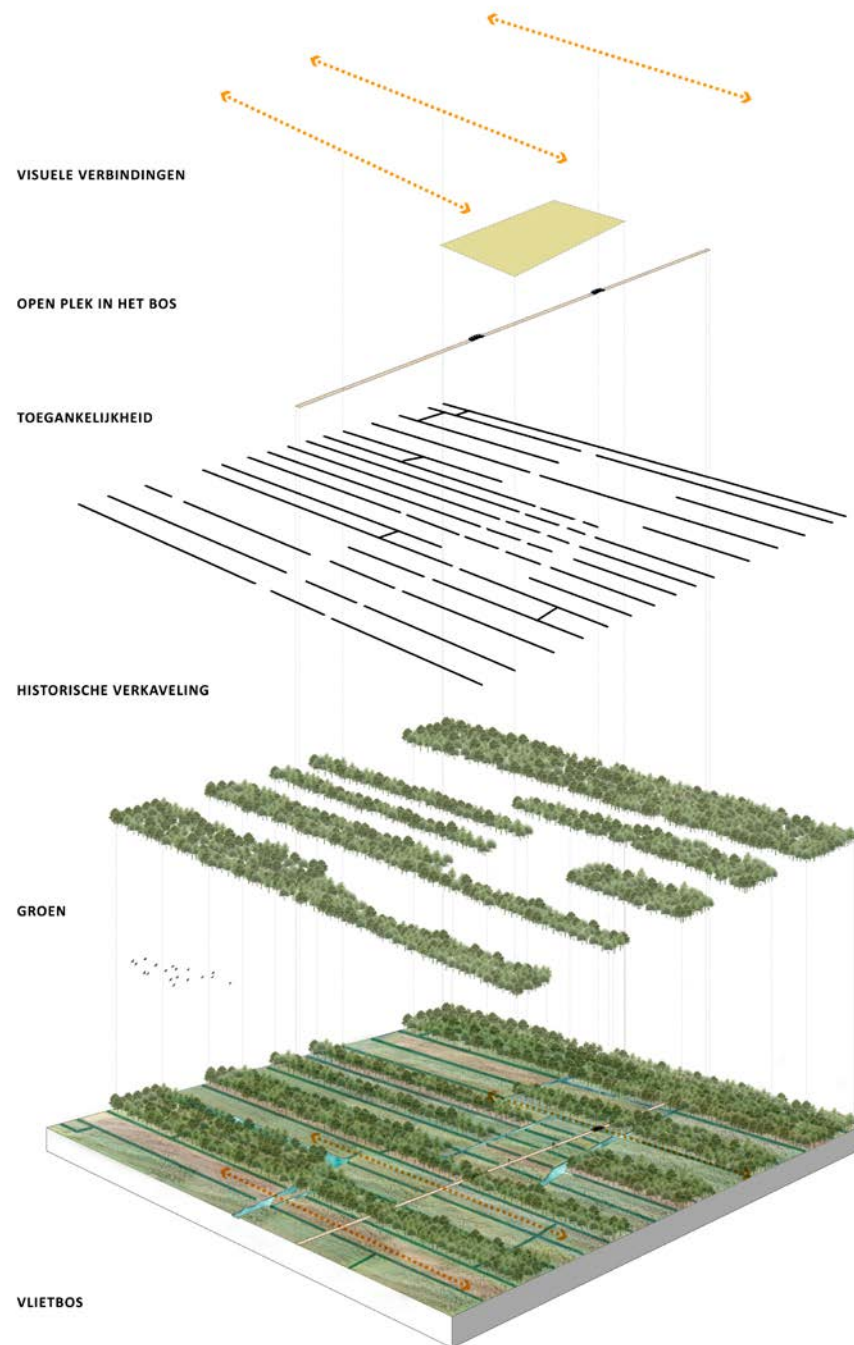 VISUELE VERBINDINGEN
OPEN PLEK IN HET BOS
TOEGANKELIJKHEID
HISTORISCHE VERKAVELING
GROEN
VLIETBOS